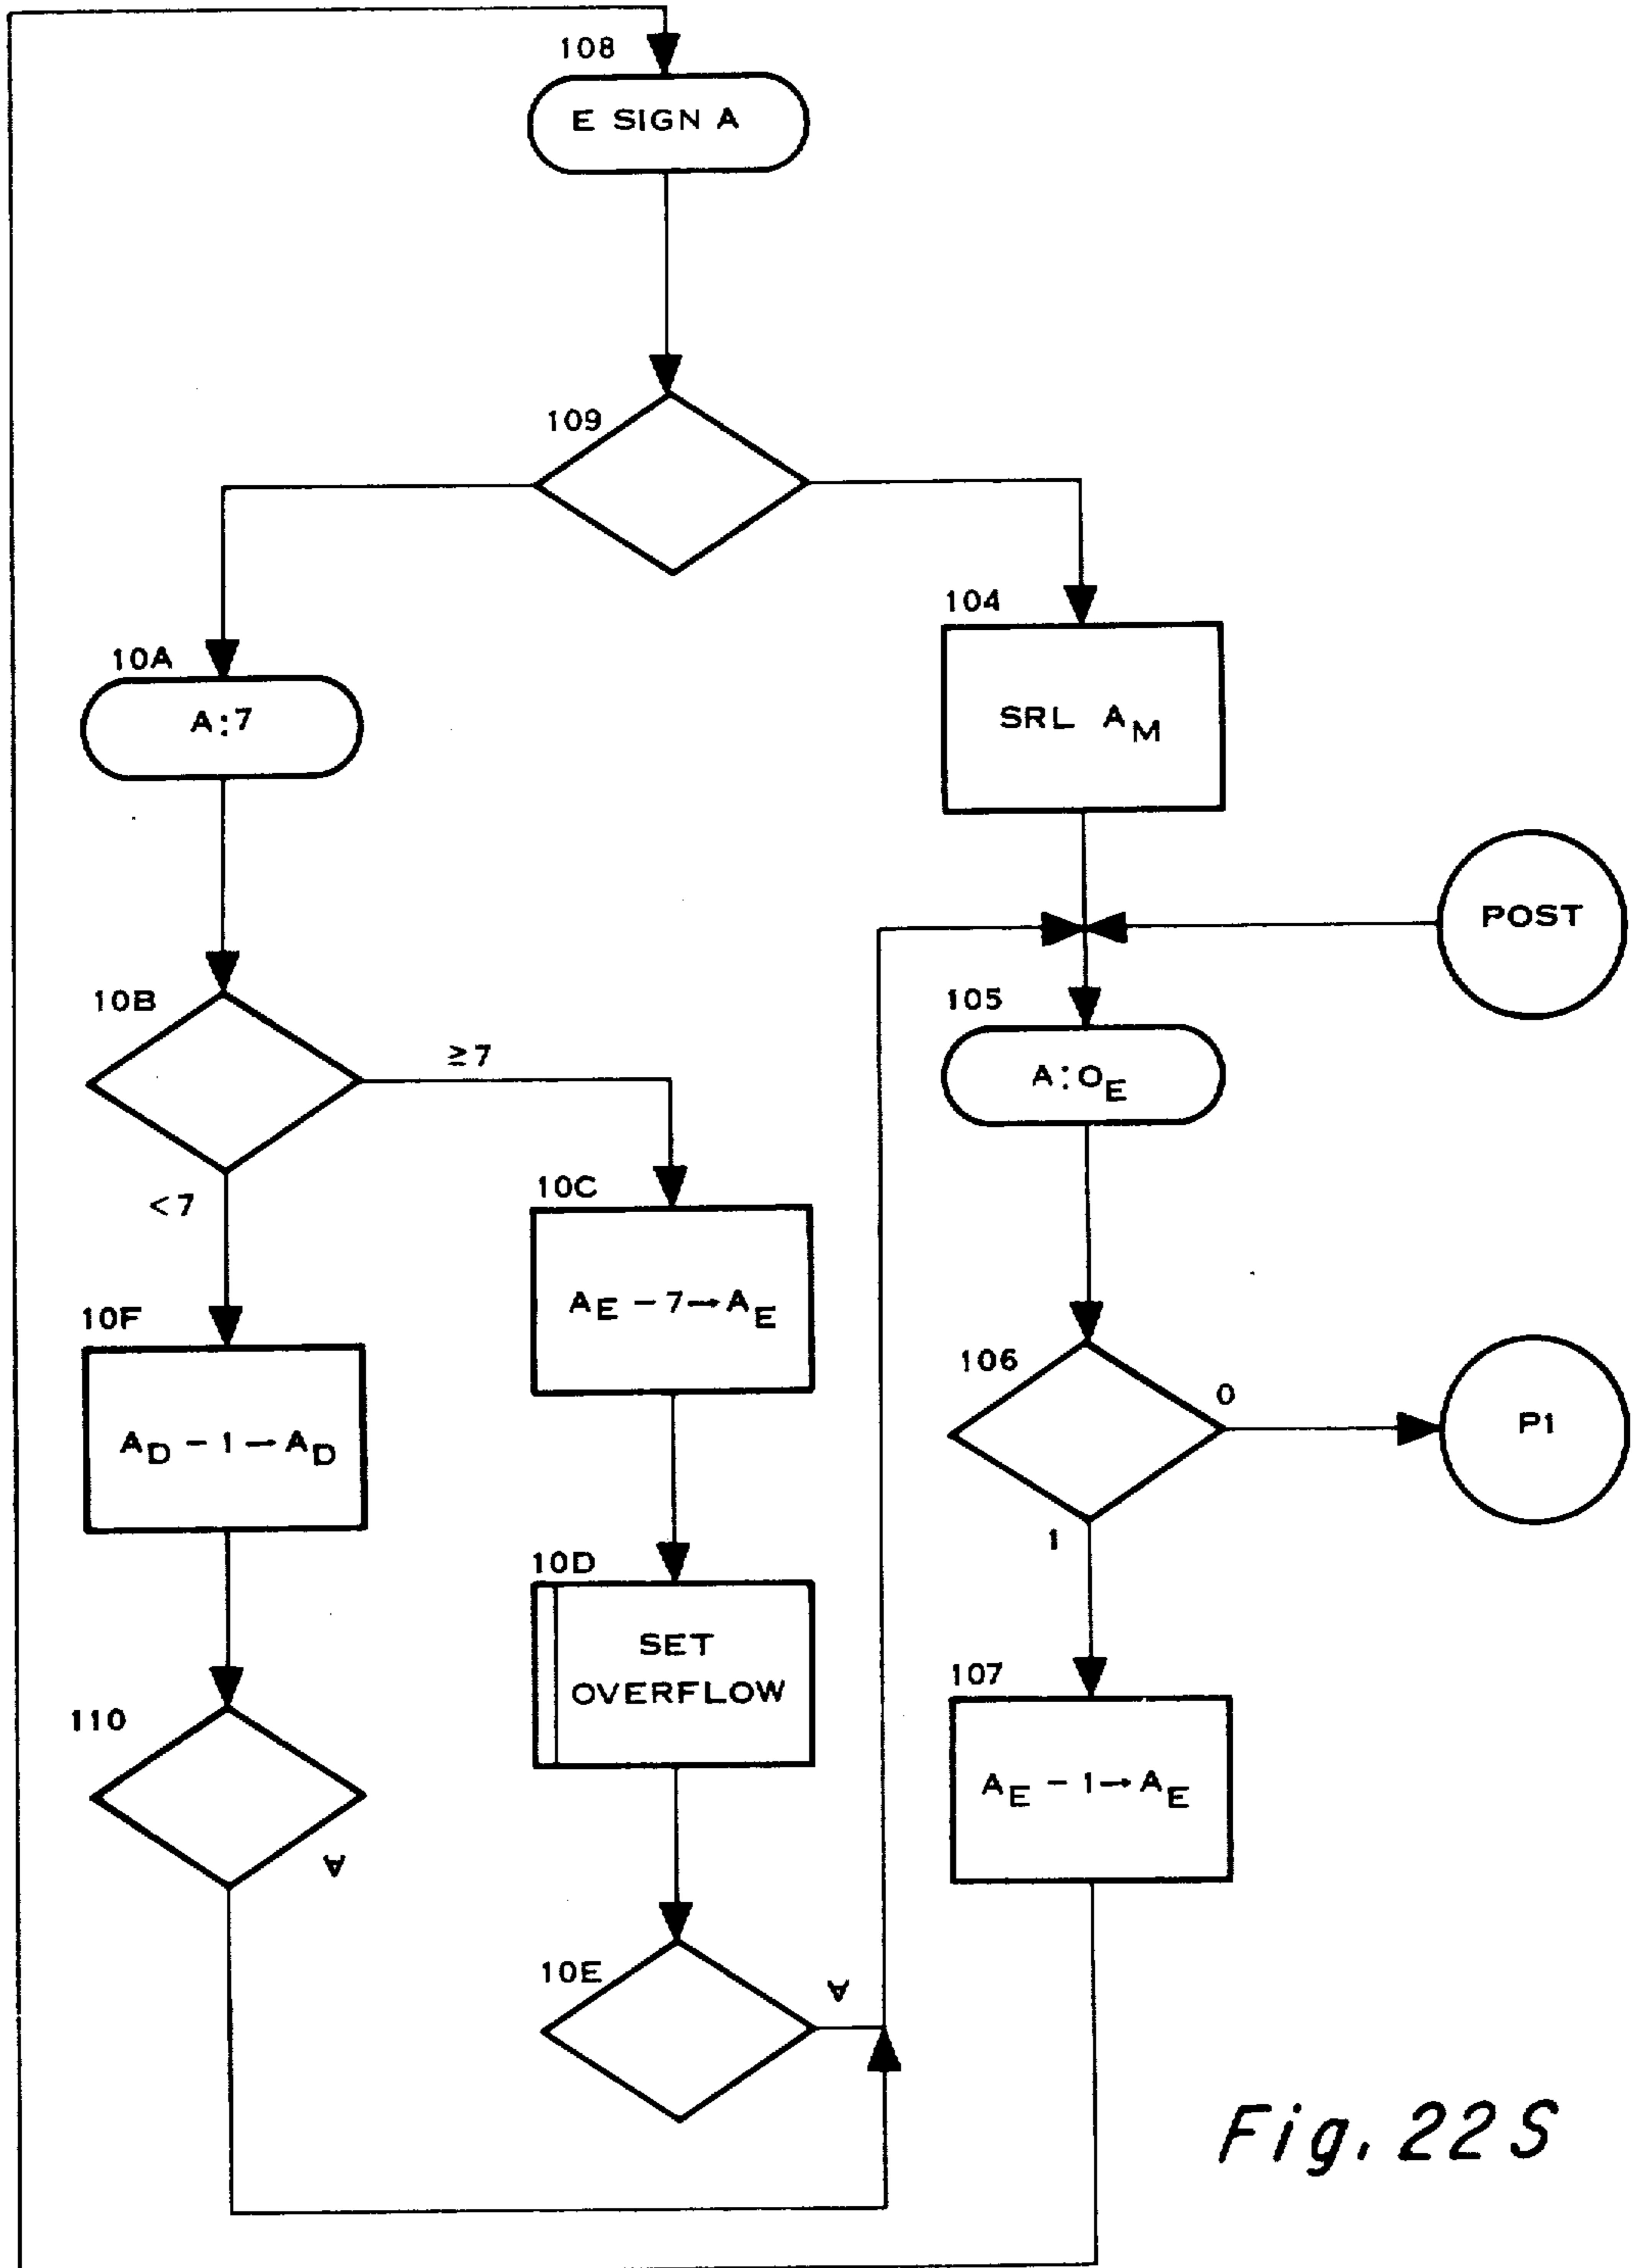 108
E SIGN A
109
104
SRL A_M
10A
A:7
POST
105
A:O_E
10B
≥7
<7
10C
A_E − 7→A_E
10F
A_D − 1→A_D
106
0
1
P1
10D
SET
OVERFLOW
107
A_E − 1→A_E
110
∀
10E
∀
Fig. 22S